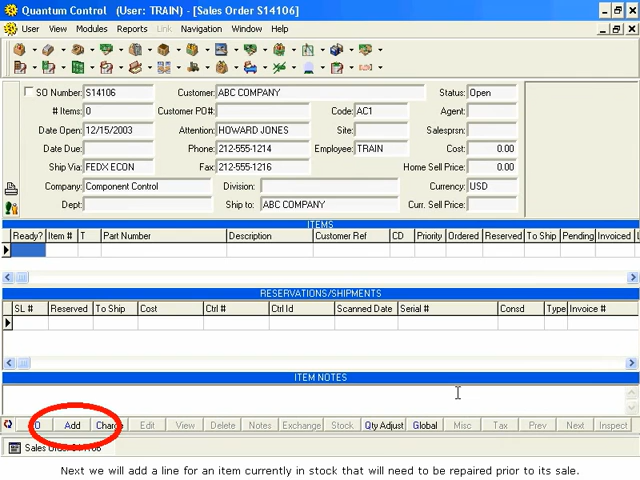 Quantum Control (User: TRAIN) - [Sales Order S14106]
User View Modules Reports Link Navigation Window Help
SO Number: S14106 Customer: ABC COMPANY Status: Open
# Items: 0 Customer PO#: Code: AC1 Agent:
Date Open: 12/15/2003 Attention: HOWARD JONES Site: Salesprsn:
Date Due: Phone: 212-555-1214 Employee: TRAIN Cost: 0.00
Ship Via: FEDX ECON Fax: 212-555-1216 Home Sell Price: 0.00
Company: Component Control Division: Currency: USD
Dept: Ship to: ABC COMPANY Curr. Sell Price:
ITEMS
Ready? Item # T Part Number Description Customer Ref CD Priority Ordered Reserved To Ship Pending Invoiced
RESERVATIONS/SHIPMENTS
SL # Reserved To Ship Cost Ctrl # Ctrl Id Scanned Date Serial # Consd Type Invoice #
ITEM NOTES
Add Charge Edit View Delete Notes Exchange Stock Qty Adjust Global Misc Tax Prev Next Inspect
Sales Order S14106
Next we will add a line for an item currently in stock that will need to be repaired prior to its sale.